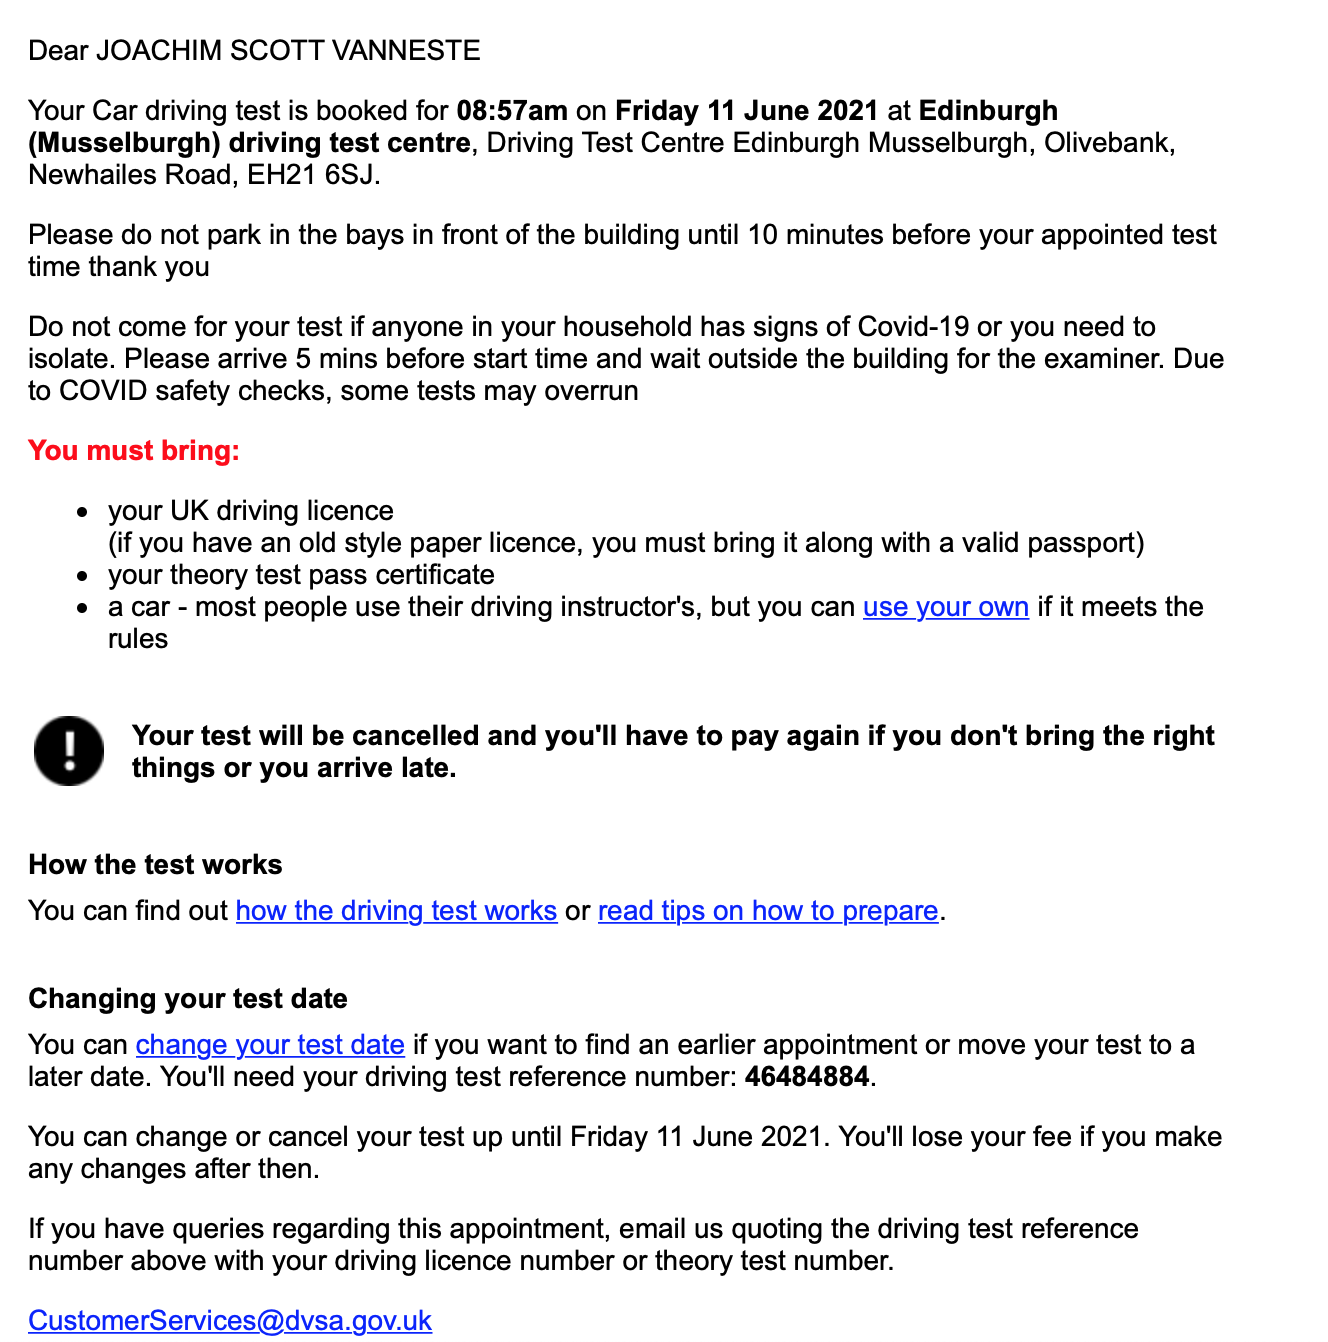 Dear JOACHIM SCOTT VANNESTE
Your Car driving test is booked for 08:57am on Friday 11 June 2021 at Edinburgh
(Musselburgh) driving test centre, Driving Test Centre Edinburgh Musselburgh, Olivebank,
Newhailes Road, EH21 6SJ.
Please do not park in the bays in front of the building until 10 minutes before your appointed test
time thank you
Do not come for your test if anyone in your household has signs of Covid-19 or you need to
isolate. Please arrive 5 mins before start time and wait outside the building for the examiner. Due
to COVID safety checks, some tests may overrun
You must bring:
• your UK driving licence
(if you have an old style paper licence, you must bring it along with a valid passport)
• your theory test pass certificate
• a car - most people use their driving instructor's, but you can use your own if it meets the
rules
Your test will be cancelled and you'll have to pay again if you don't bring the right
things or you arrive late.
How the test works
You can find out how the driving test works or read tips on how to prepare.
Changing your test date
You can change your test date if you want to find an earlier appointment or move your test to a
later date. You'll need your driving test reference number: 46484884.
You can change or cancel your test up until Friday 11 June 2021. You'll lose your fee if you make
any changes after then.
If you have queries regarding this appointment, email us quoting the driving test reference
number above with your driving licence number or theory test number.
CustomerServices@dvsa.gov.uk